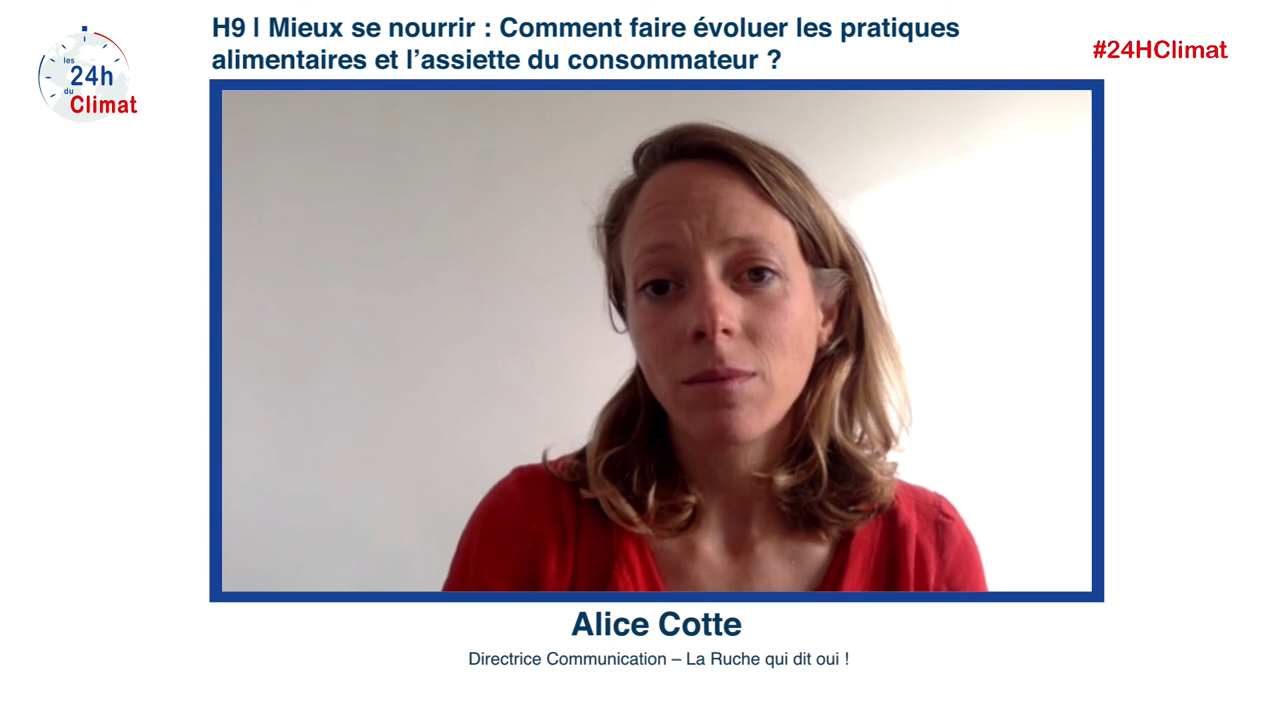 les
24h
du
Climat
H9 I Mieux se nourrir : Comment faire évoluer les pratiques
alimentaires et l’assiette du consommateur ?
#24HClimat
Alice Cotte
Directrice Communication – La Ruche qui dit oui !